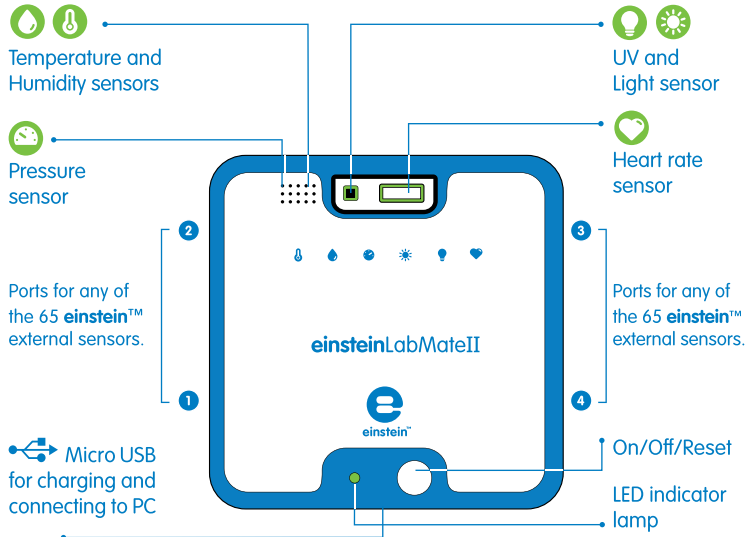 Temperature and
Humidity sensors
UV and
Light sensor
Pressure
sensor
Heart rate
sensor
2
3
Ports for any of
the 65 einstein™
external sensors.
Ports for any of
the 65 einstein™
external sensors.
einsteinLabMateII
1
4
einstein™
Micro USB
for charging and
connecting to PC
On/Off/Reset
LED indicator
lamp